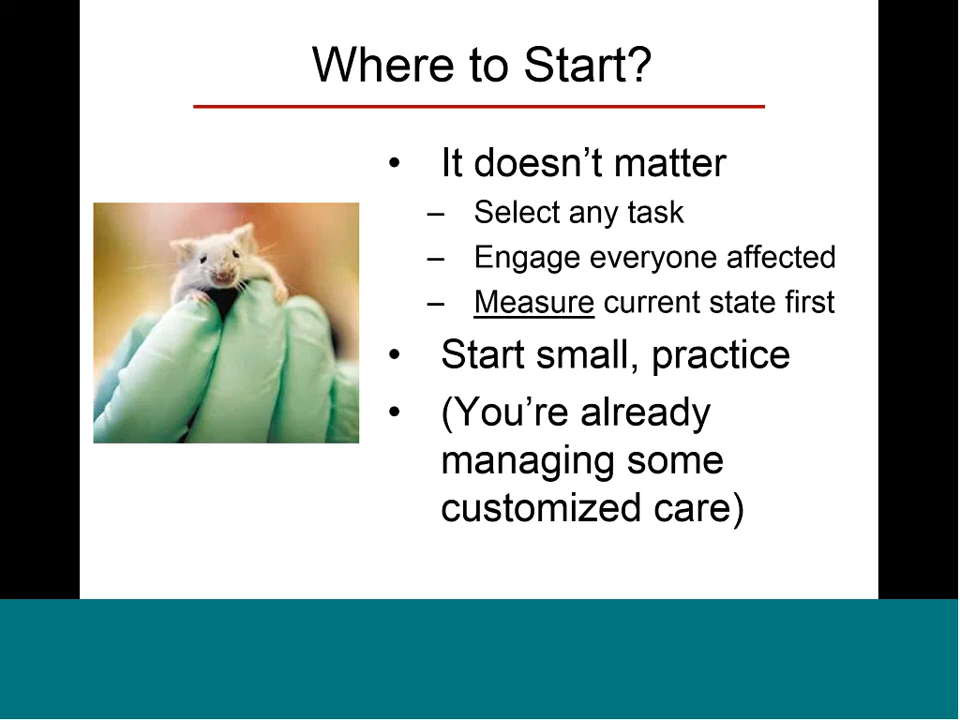 Where to Start?
• It doesn’t matter
– Select any task
– Engage everyone affected
– Measure current state first
• Start small, practice
• (You’re already
managing some
customized care)